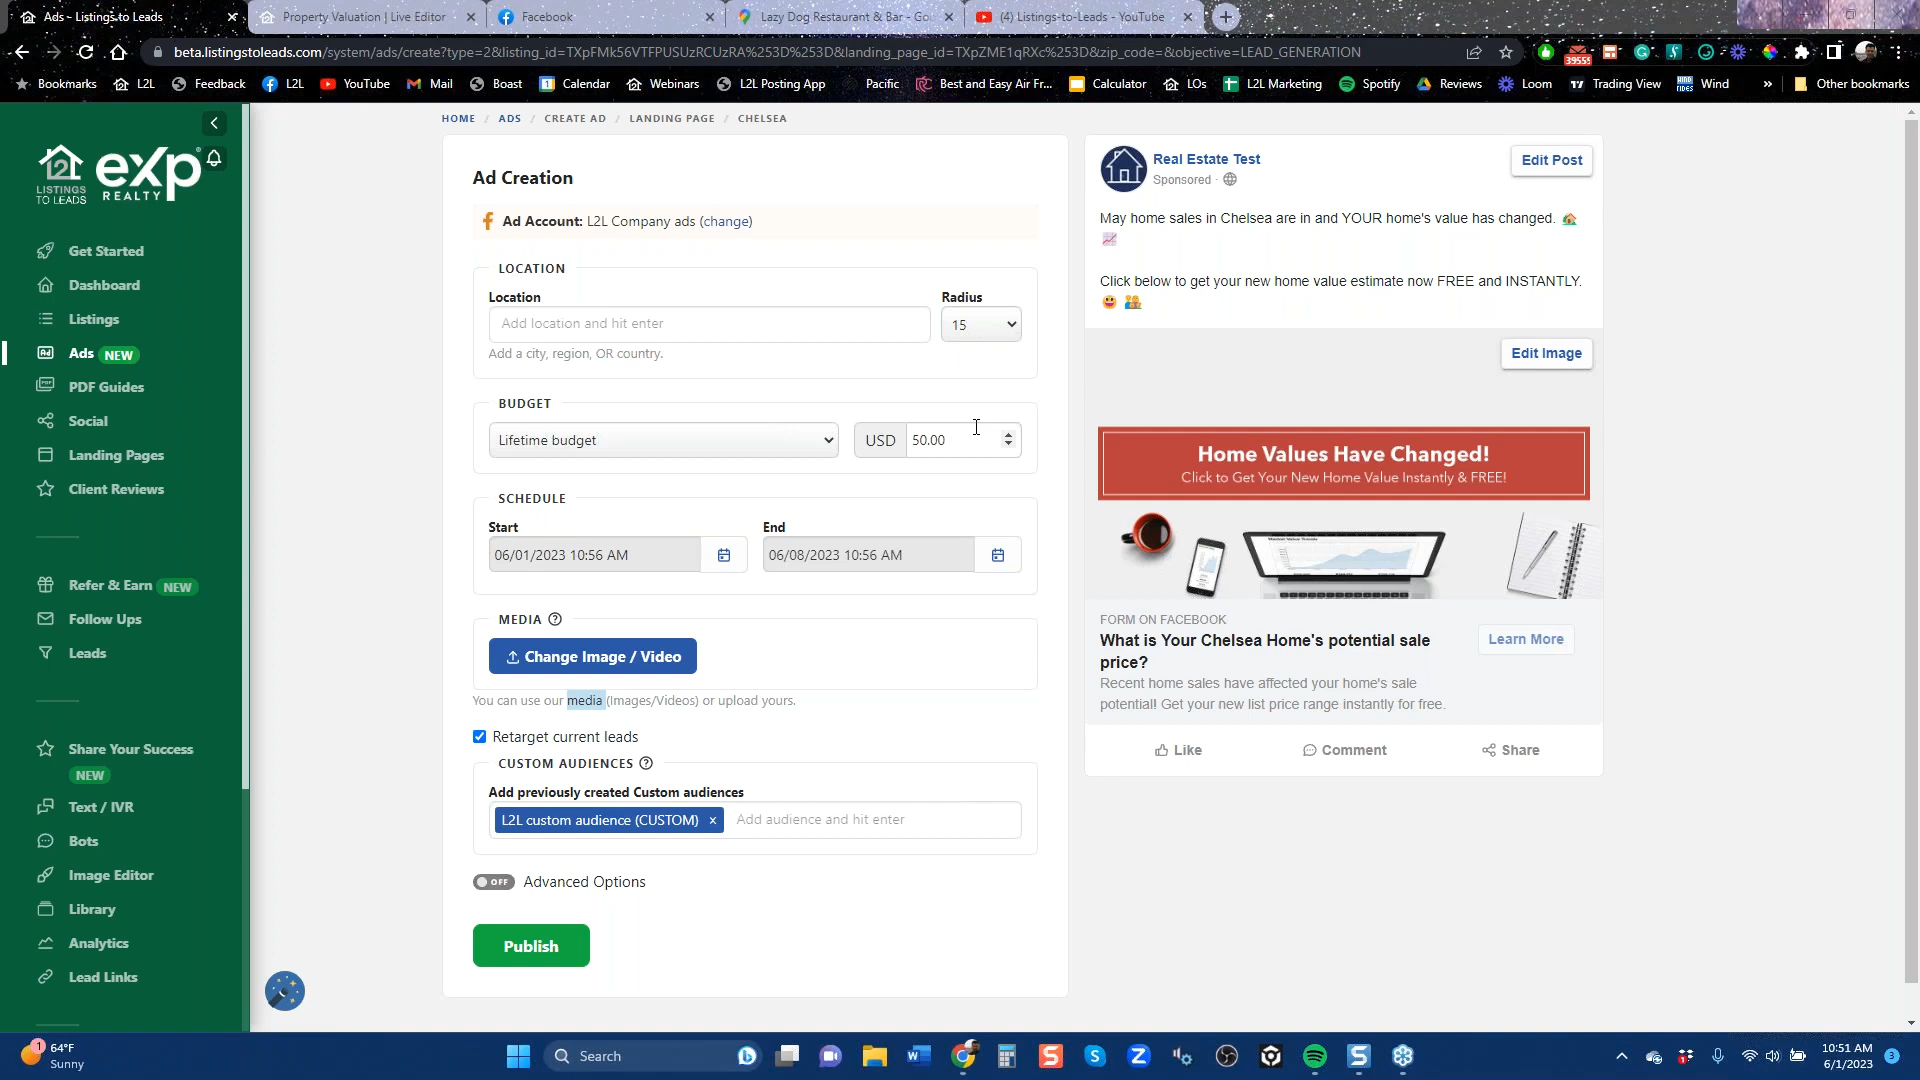 Ads - Listings to Leads
Property Valuation | Live Editor
Facebook
Lazy Dog Restaurant & Bar - Go
(4) Listings-to-Leads - YouTube
beta.listingstoleads.com/system/ads/create?type=2&listing_id=TXpFMk56VTFPUSUzRCUzRA%253D%253D&landing_page_id=TXpZME1qRXc%253D&zip_code=&objective=LEAD_GENERATION
39555
Bookmarks
L2L
Feedback
L2L
YouTube
Mail
Boast
Calendar
Webinars
L2L Posting App
Pacific
Best and Easy Air Fr...
Calculator
LOs
L2L Marketing
Spotify
Reviews
Loom
Trading View
Wind
Other bookmarks
L2L
LISTINGS
TO LEADS
eXp
REALTY
Get Started
Dashboard
Listings
Ads NEW
PDF Guides
Social
Landing Pages
Client Reviews
Refer & Earn NEW
Follow Ups
Leads
Share Your Success
NEW
Text / IVR
Bots
Image Editor
Library
Analytics
Lead Links
HOME / ADS / CREATE AD / LANDING PAGE / CHELSEA
Ad Creation
Ad Account: L2L Company ads (change)
LOCATION
Location
Radius
Add location and hit enter
15
Add a city, region, OR country.
BUDGET
Lifetime budget
USD 50.00
SCHEDULE
Start
End
06/01/2023 10:56 AM
06/08/2023 10:56 AM
MEDIA
Change Image / Video
You can use our media (Images/Videos) or upload yours.
Retarget current leads
CUSTOM AUDIENCES
Add previously created Custom audiences
L2L custom audience (CUSTOM) ×
Add audience and hit enter
OFF Advanced Options
Publish
Real Estate Test
Sponsored ·
Edit Post
May home sales in Chelsea are in and YOUR home's value has changed. 🏡
📈
Click below to get your new home value estimate now FREE and INSTANTLY.
Edit Image
Home Values Have Changed!
Click to Get Your New Home Value Instantly & FREE!
FORM ON FACEBOOK
What is Your Chelsea Home's potential sale
price?
Learn More
Recent home sales have affected your home's sale
potential! Get your new list price range instantly for free.
Like
Comment
Share
1
64°F
Sunny
Search
10:51 AM
6/1/2023
3